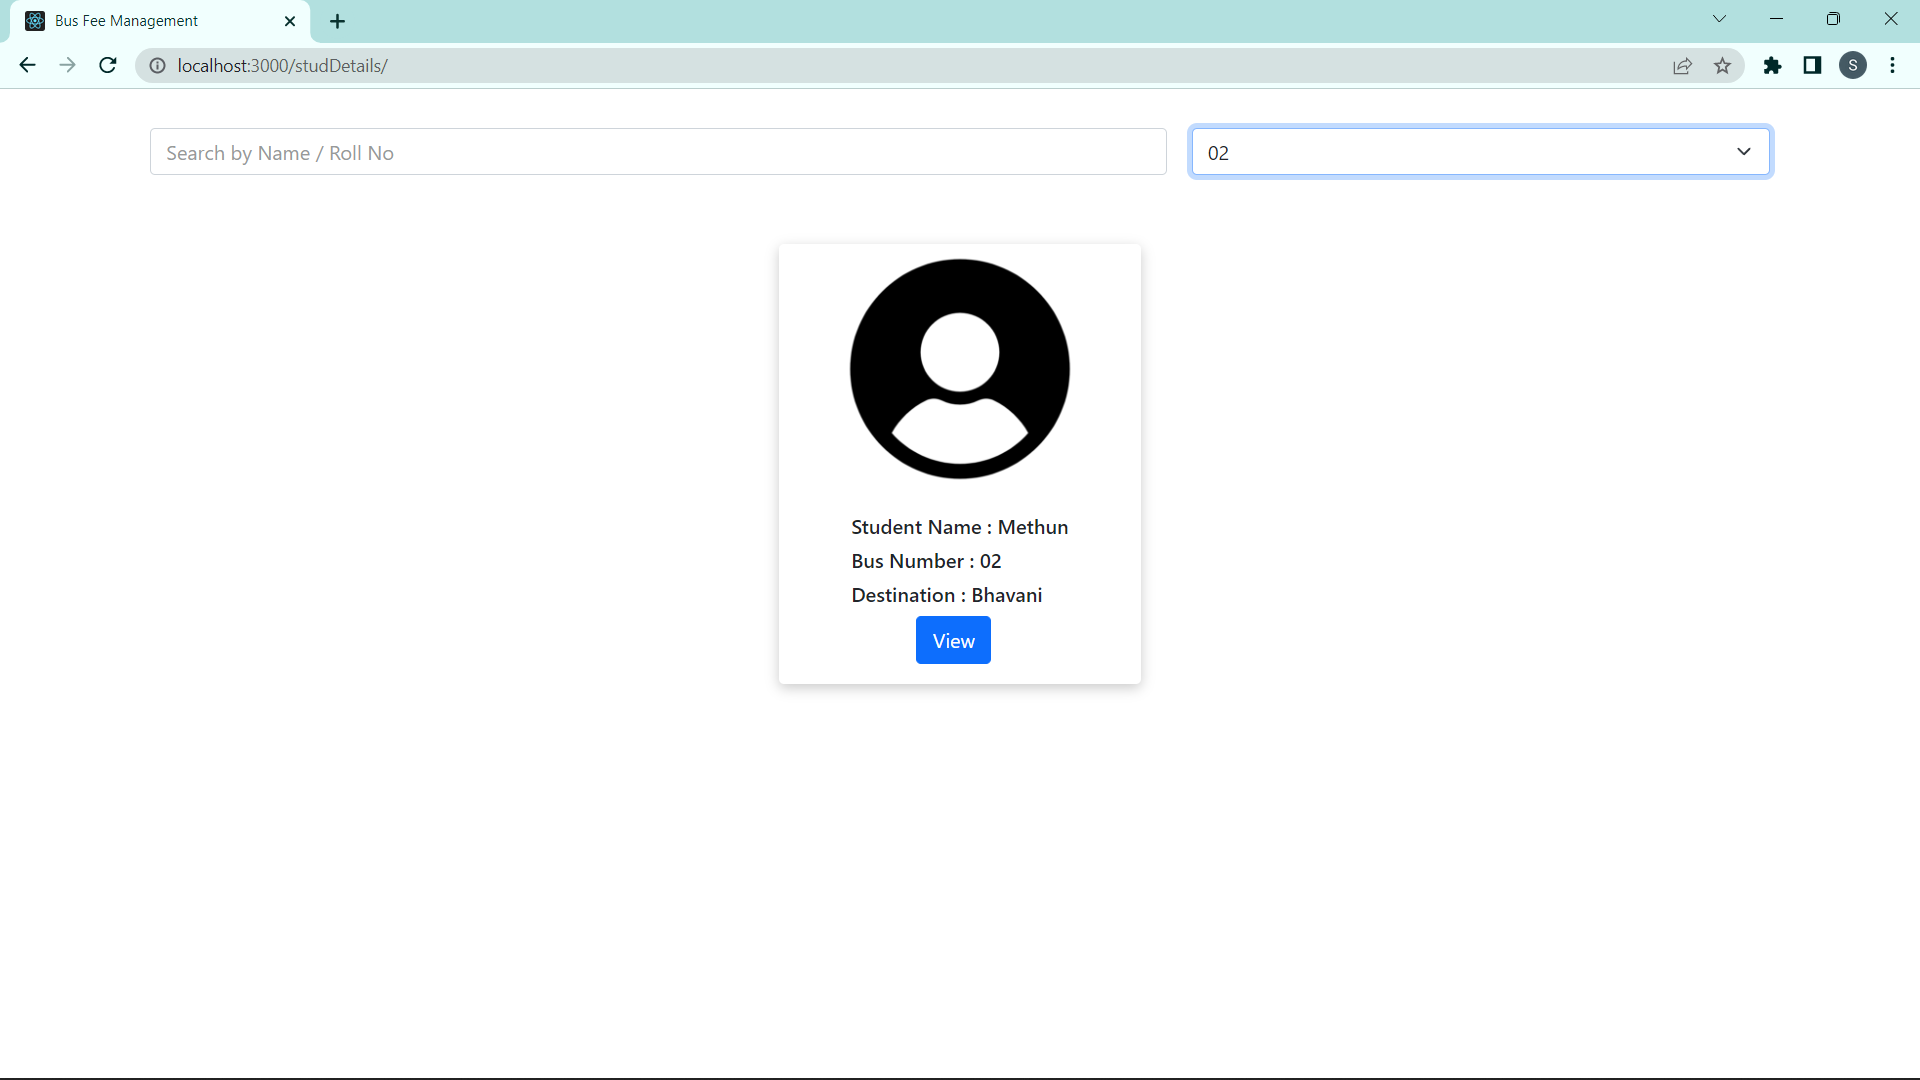 Bus Fee Management
localhost:3000/studDetails/
S
Search by Name / Roll No
02
Student Name : Methun
Bus Number : 02
Destination : Bhavani
View